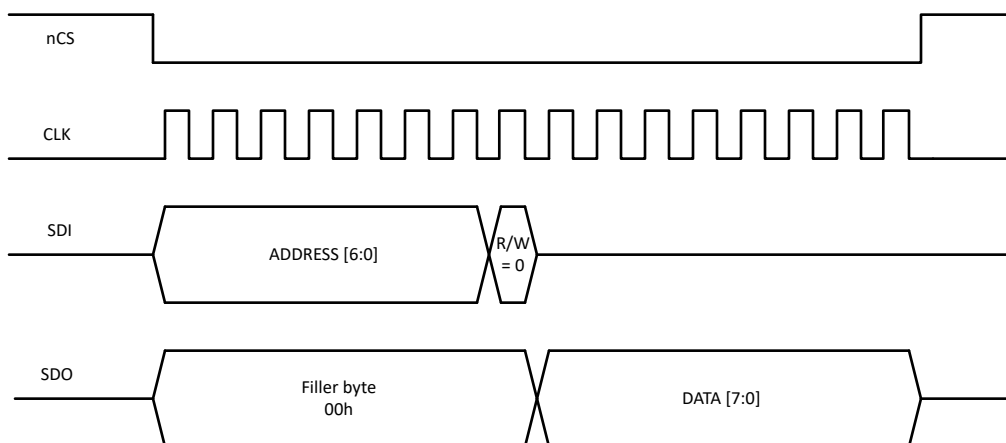 nCS
CLK
SDI
ADDRESS [6:0]
R/W
= 0
SDO
Filler byte
00h
DATA [7:0]